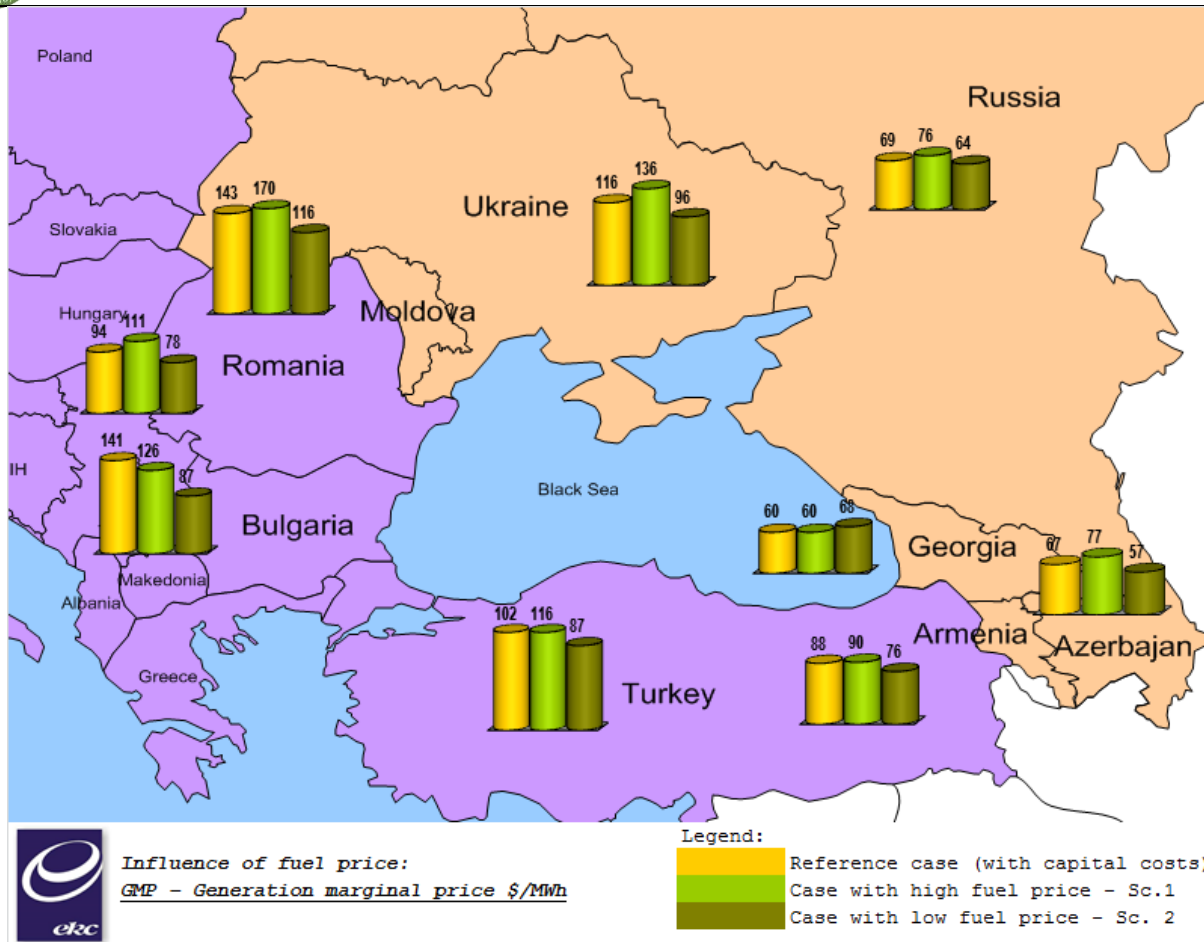 Poland
Russia
69 76 64
116 136 96
Ukraine
143 170 116
Slovakia
Moldova
Hungary
94 111 78
Romania
141 126 87
IH
Black Sea
Bulgaria
60 60 68
Georgia
67 77 57
Makedonia
Albania
102 116 87
88 90 76
Armenia
Azerbajan
Greece
Turkey
ekc
Influence of fuel price:
GMP - Generation marginal price $/MWh
Legend:
Reference case (with capital costs)
Case with high fuel price - Sc.1
Case with low fuel price - Sc. 2